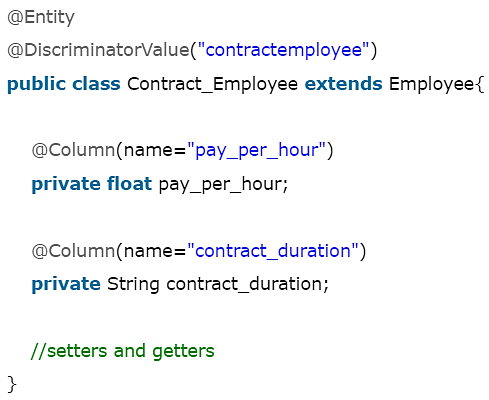 @Entity
@DiscriminatorValue("contractemployee")
public class Contract_Employee extends Employee{
@Column(name="pay_per_hour")
private float pay_per_hour;
@Column(name="contract_duration")
private String contract_duration;
//setters and getters
}